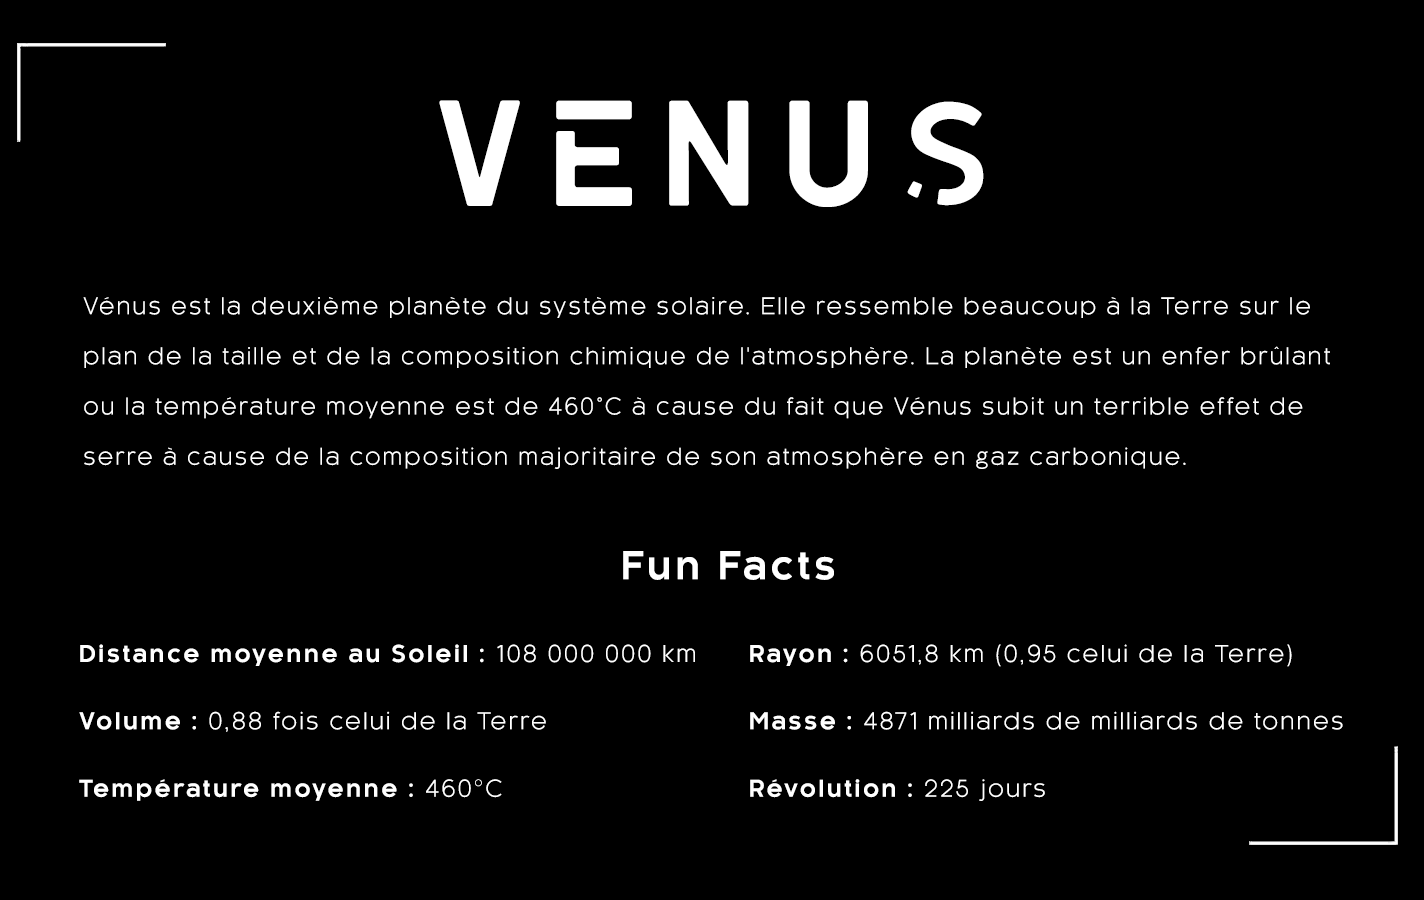 VENUS
Vénus est la deuxième planète du système solaire. Elle ressemble beaucoup à la Terre sur le
plan de la taille et de la composition chimique de l'atmosphère. La planète est un enfer brûlant
ou la température moyenne est de 460°C à cause du fait que Vénus subit un terrible effet de
serre à cause de la composition majoritaire de son atmosphère en gaz carbonique.
Fun Facts
Distance moyenne au Soleil : 108 000 000 km
Rayon : 6051,8 km (0,95 celui de la Terre)
Volume : 0,88 fois celui de la Terre
Masse : 4871 milliards de milliards de tonnes
Température moyenne : 460°C
Révolution : 225 jours